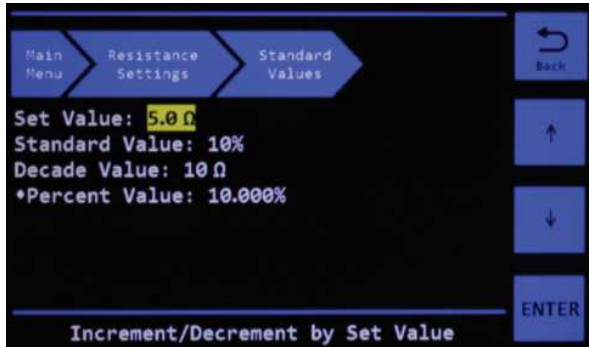 Main
Menu
Resistance
Settings
Standard
Values
Back
Set Value: 5.0 Ω
Standard Value: 10%
Decade Value: 10 Ω
•Percent Value: 10.000%
↑
↓
ENTER
Increment/Decrement by Set Value